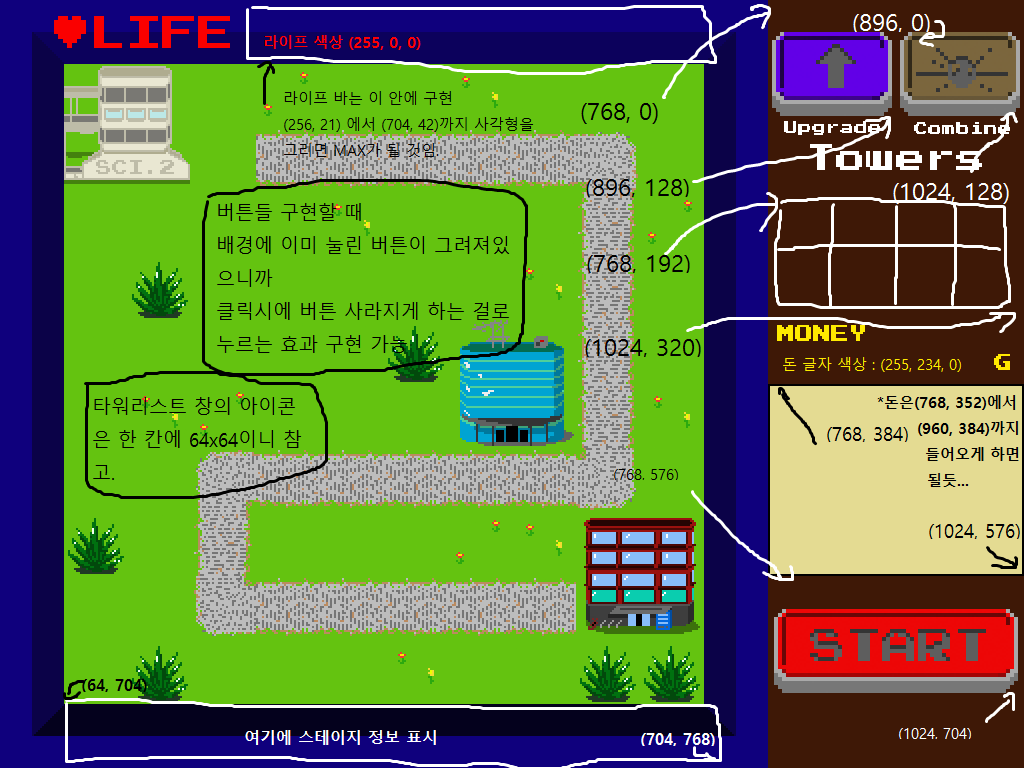 LIFE
라이프 색상 (255, 0, 0)
(896, 0)
라이프 바는 이 안에 구현
(256, 21) 에서 (704, 42)까지 사각형을
그리면 MAX가 될 것임.
(768, 0)
Upgrade
Combine
Towers
SCI.2
(896, 128)
(1024, 128)
버튼들 구현할 때
배경에 이미 눌린 버튼이 그려져있
으니까
클릭시에 버튼 사라지게 하는 걸로
누르는 효과 구현 가능
(768, 192)
(1024, 320)
MONEY
돈 글자 색상 : (255, 234, 0)
G
타워리스트 창의 아이콘
은 한 칸에 64x64이니 참
고.
*돈은(768, 352)에서
(960, 384)까지
들어오게 하면
될듯...
(768, 384)
(768, 576)
(1024, 576)
START
(64, 704)
여기에 스테이지 정보 표시
(704, 768)
(1024, 704)